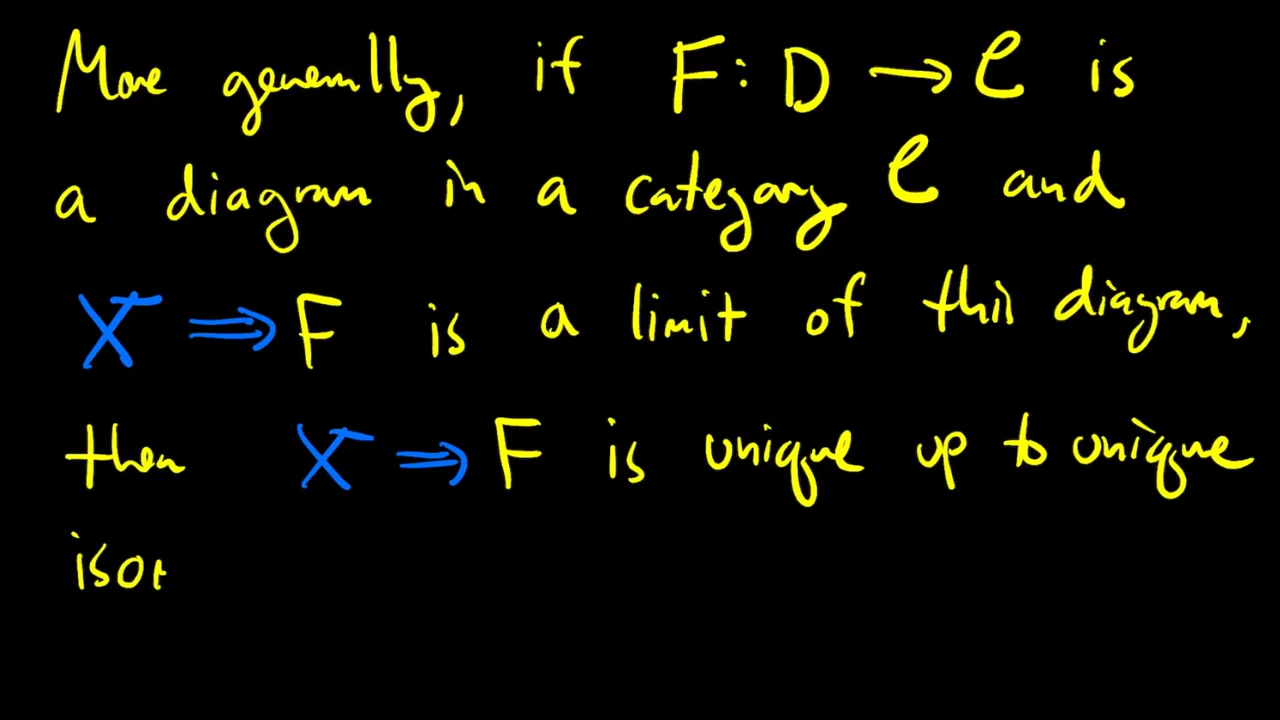 More generally, if F: D → C is
a diagram in a category C and
X ⇒ F is a limit of this diagram,
then X ⇒ F is unique up to unique
isor